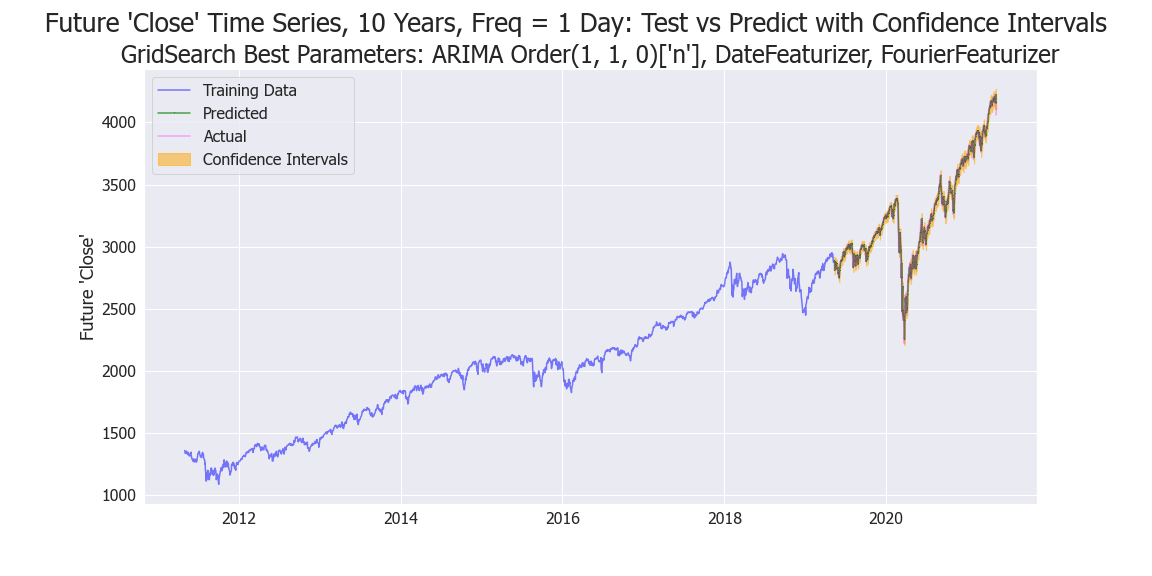 Future 'Close' Time Series, 10 Years, Freq = 1 Day: Test vs Predict with Confidence Intervals
GridSearch Best Parameters: ARIMA Order(1, 1, 0)['n'], DateFeaturizer, FourierFeaturizer
Training Data
Predicted
Actual
Confidence Intervals
Future 'Close'
4000
3500
3000
2500
2000
1500
1000
2012 2014 2016 2018 2020